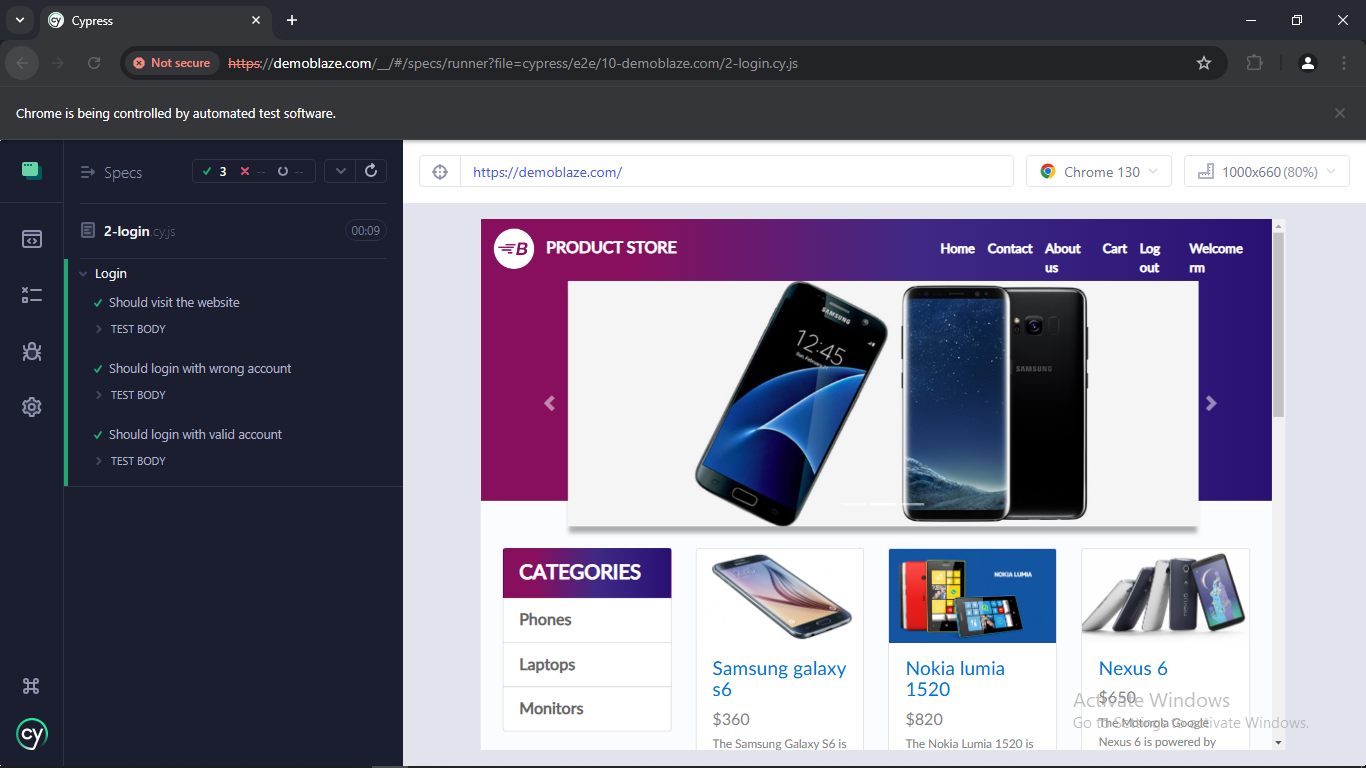 Cypress
Not secure https://demoblaze.com/__/#/specs/runner?file=cypress/e2e/10-demoblaze.com/2-login.cy.js
Chrome is being controlled by automated test software.
Specs 3 -- --
https://demoblaze.com/ Chrome 130 1000x660 (80%)
2-login.cy.js 00:09
Login
Should visit the website
TEST BODY
Should login with wrong account
TEST BODY
Should login with valid account
TEST BODY
cy
B PRODUCT STORE Home Contact About us Cart Log out Welcome rm
SAMSUNG
12:45
SAMSUNG
CATEGORIES
Phones
Laptops
Monitors
Samsung galaxy
s6
$360
The Samsung Galaxy S6 is
NOKIA LUMIA
Nokia lumia
1520
$820
The Nokia Lumia 1520 is
Nexus 6
$650
The Motorola Google
Nexus 6 is powered by
Activate Windows
Go to Settings to activate Windows.